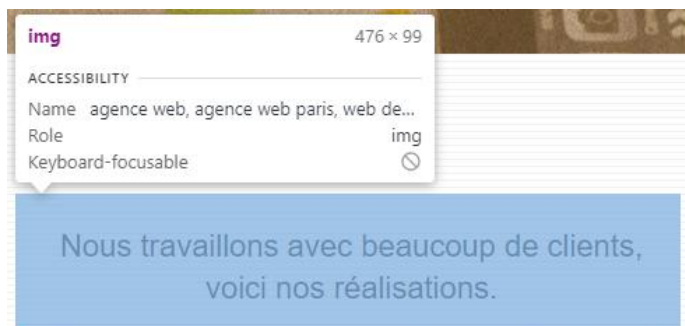 img 476 × 99
ACCESSIBILITY
Name agence web, agence web paris, web de...
Role img
Keyboard-focusable
Nous travaillons avec beaucoup de clients,
voici nos réalisations.